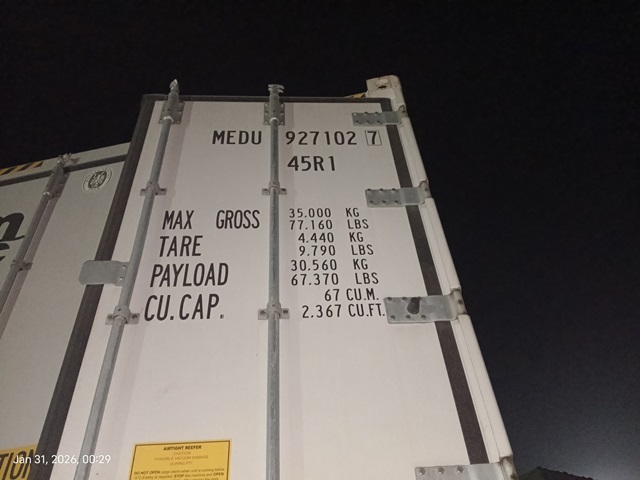 MEDU 927102 7
45R1
MAX GROSS 35.000 KG
77.160 LBS
TARE 4.440 KG
9.790 LBS
PAYLOAD 30.560 KG
67.370 LBS
CU.CAP. 67 CU.M.
2.367 CU.FT.
AIRTIGHT REEFER
CAUTION
Jan 31, 2026, 00:29